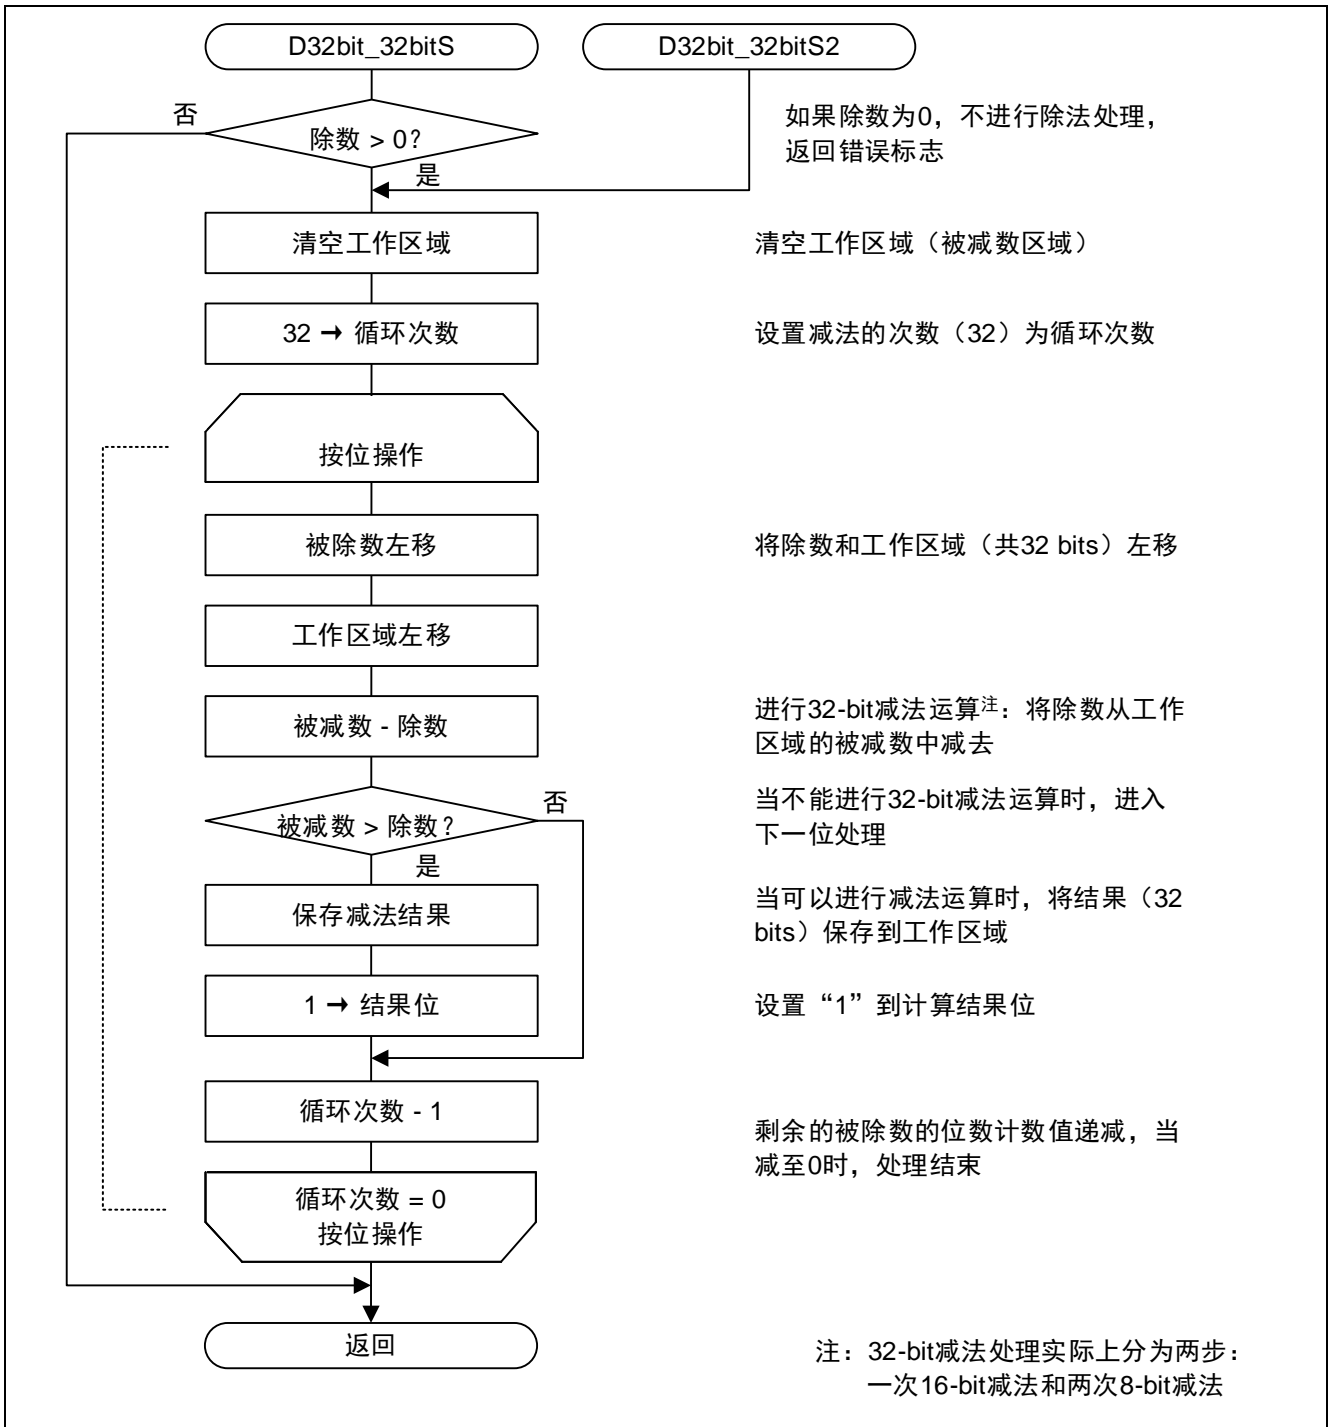 D32bit_32bitS
D32bit_32bitS2
否
除数 > 0?
如果除数为0，不进行除法处理，
返回错误标志
是
清空工作区域
清空工作区域（被减数区域）
32 → 循环次数
设置减法的次数（32）为循环次数
按位操作
被除数左移
将除数和工作区域（共32 bits）左移
工作区域左移
被减数 - 除数
进行32-bit减法运算注：将除数从工作
区域的被减数中减去
被减数 > 除数?
否
当不能进行32-bit减法运算时，进入
下一位处理
是
保存减法结果
当可以进行减法运算时，将结果（32
bits）保存到工作区域
1 → 结果位
设置“1”到计算结果位
循环次数 - 1
剩余的被除数的位数计数值递减，当
减至0时，处理结束
循环次数 = 0
按位操作
返回
注：32-bit减法处理实际上分为两步：
一次16-bit减法和两次8-bit减法